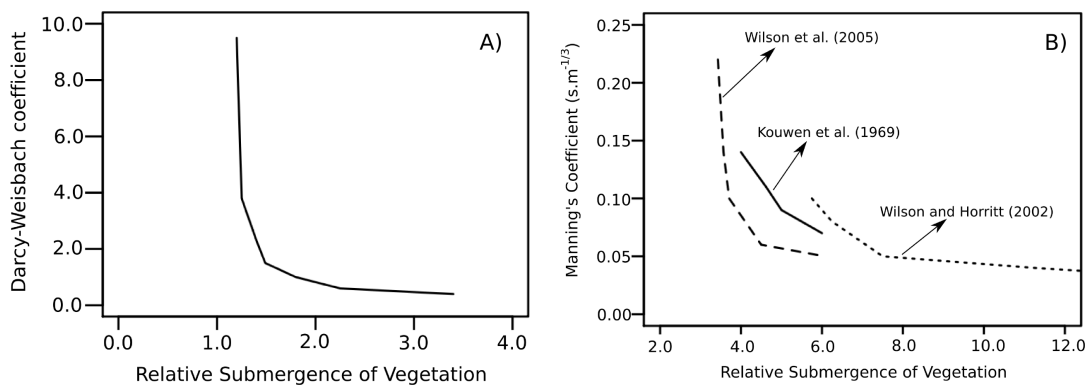 A)
Darcy-Weisbach coefficient
10.0
8.0
6.0
4.0
2.0
0.0
0.0 1.0 2.0 3.0 4.0
Relative Submergence of Vegetation
B)
Manning's Coefficient (s.m-1/3)
0.25
0.20
0.15
0.10
0.05
0.00
Wilson et al. (2005)
Kouwen et al. (1969)
Wilson and Horritt (2002)
2.0 4.0 6.0 8.0 10.0 12.0
Relative Submergence of Vegetation